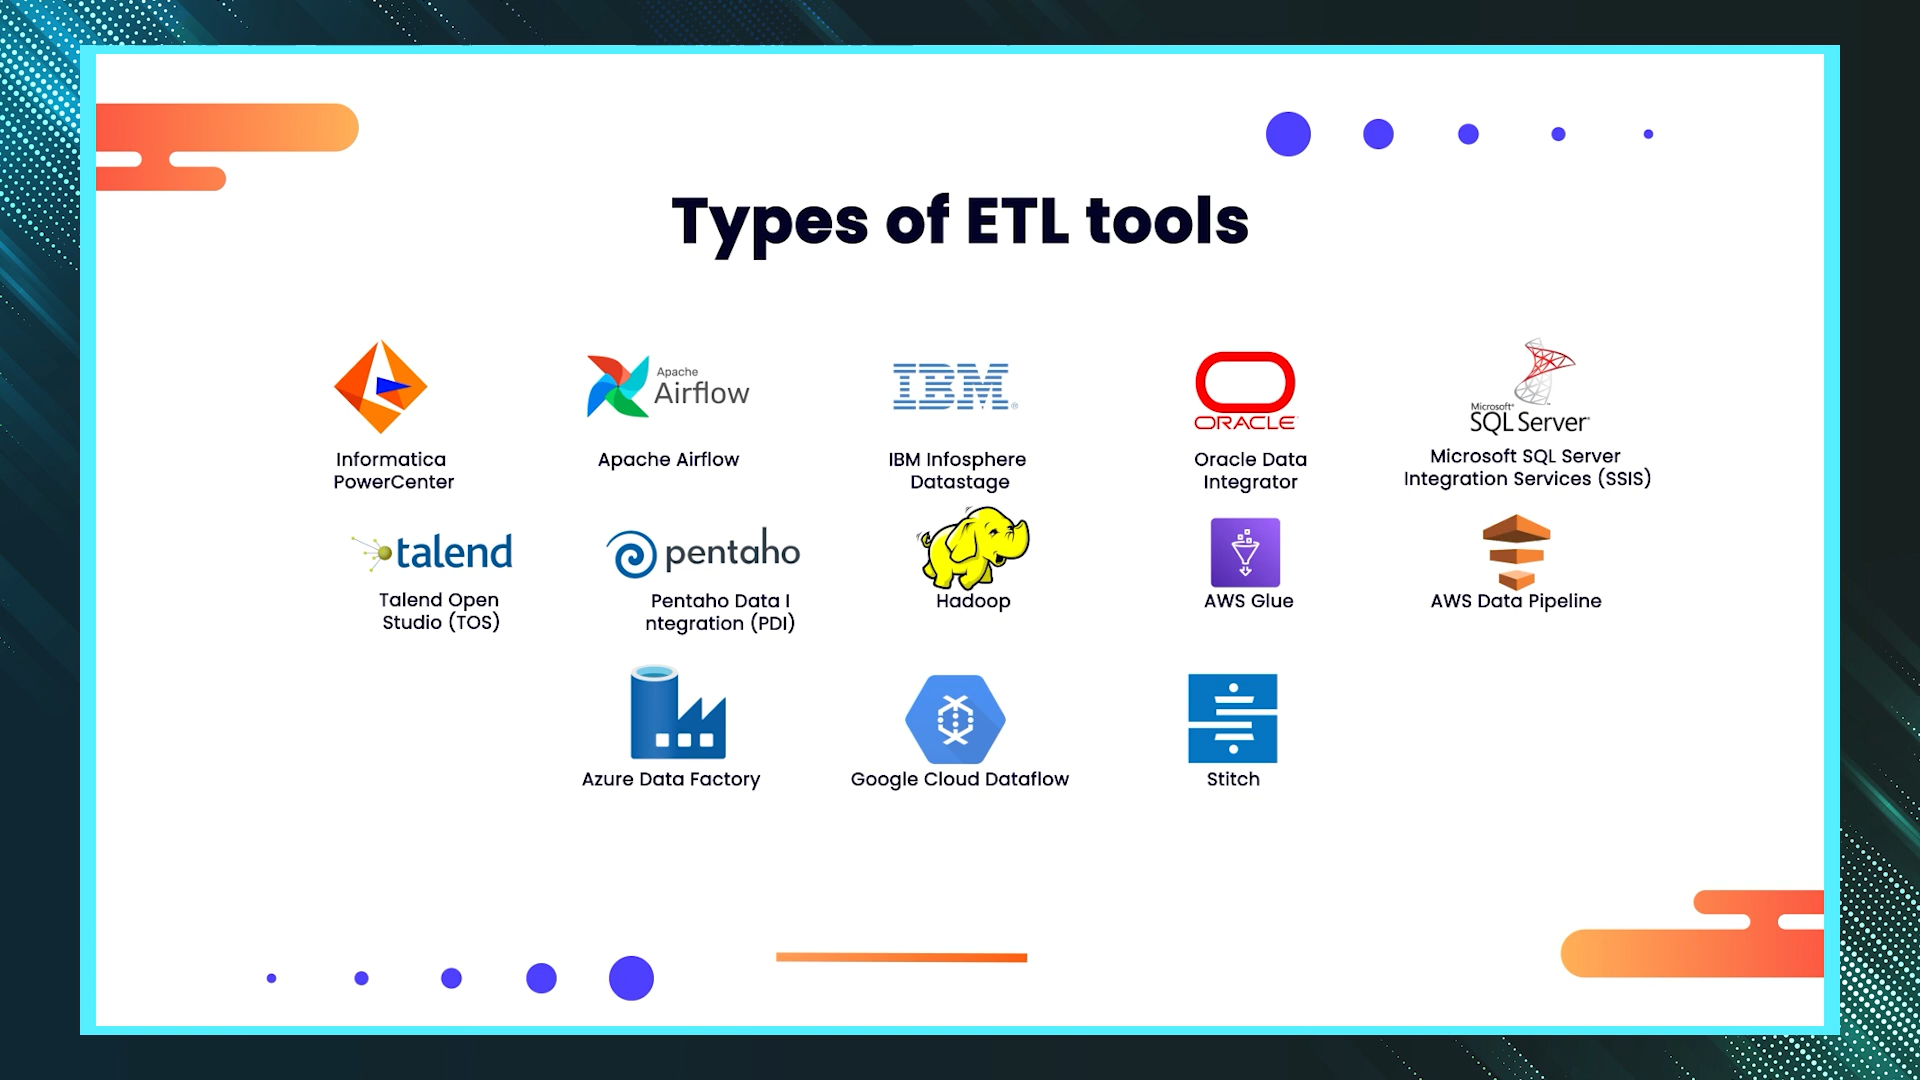 Types of ETL tools
Apache
Airflow
IBM®
ORACLE
Microsoft®
SQL Server
Informatica
PowerCenter
Apache Airflow
IBM Infosphere
Datastage
Oracle Data
Integrator
Microsoft SQL Server
Integration Services (SSIS)
talend
pentaho
Talend Open
Studio (TOS)
Pentaho Data I
ntegration (PDI)
Hadoop
AWS Glue
AWS Data Pipeline
Azure Data Factory
Google Cloud Dataflow
Stitch